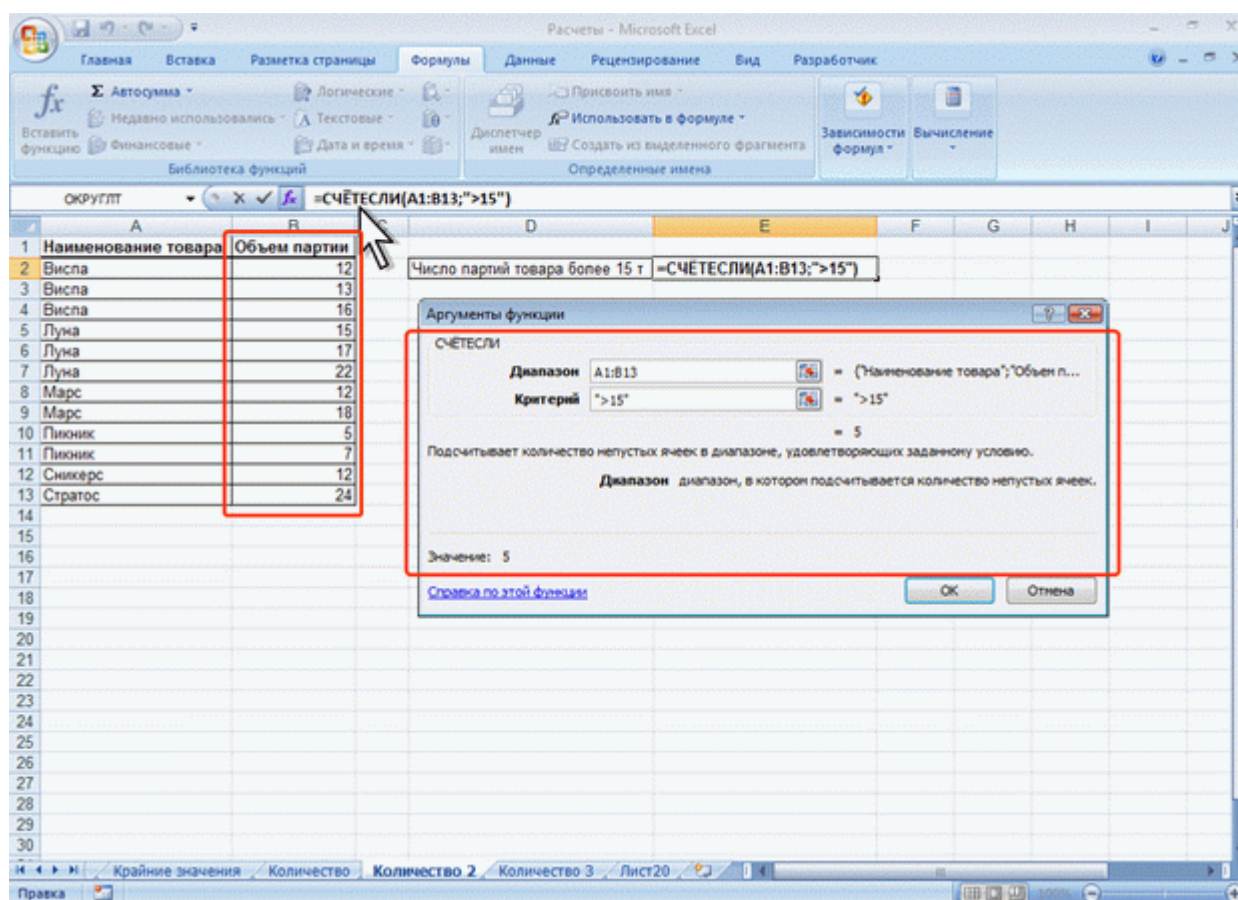 Расчеты - Microsoft Excel
Главная Вставка Разметка страницы Формулы Данные Рецензирование Вид Разработчик
Вставить функцию
Σ Автосумма
Недавно использовались
Финансовые
Логические
Текстовые
Дата и время
Библиотека функций
Диспетчер имен
Присвоить имя
Использовать в формуле
Создать из выделенного фрагмента
Определенные имена
Зависимости формул
Вычисление
ОКРУГЛТ fx =СЧЁТЕСЛИ(A1:B13;">15")
A B C D E F G H I J
1 Наименование товара Объем партии
2 Виспа 12 Число партий товара более 15 т =СЧЁТЕСЛИ(A1:B13;">15")
3 Виспа 13
4 Виспа 16
5 Луна 15
6 Луна 17
7 Луна 22
8 Марс 12
9 Марс 18
10 Пикник 5
11 Пикник 7
12 Сникерс 12
13 Стратос 24
14
15
16
17
18
19
20
21
22
23
24
25
26
27
28
29
30
Аргументы функции
СЧЁТЕСЛИ
Диапазон A1:B13 = {"Наименование товара";"Объем п...
Критерий ">15" = ">15"
= 5
Подсчитывает количество непустых ячеек в диапазоне, удовлетворяющих заданному условию.
Диапазон диапазон, в котором подсчитывается количество непустых ячеек.
Значение: 5
Справка по этой функции
ОК Отмена
Крайние значения Количество Количество 2 Количество 3 Лист20
Правка 100%